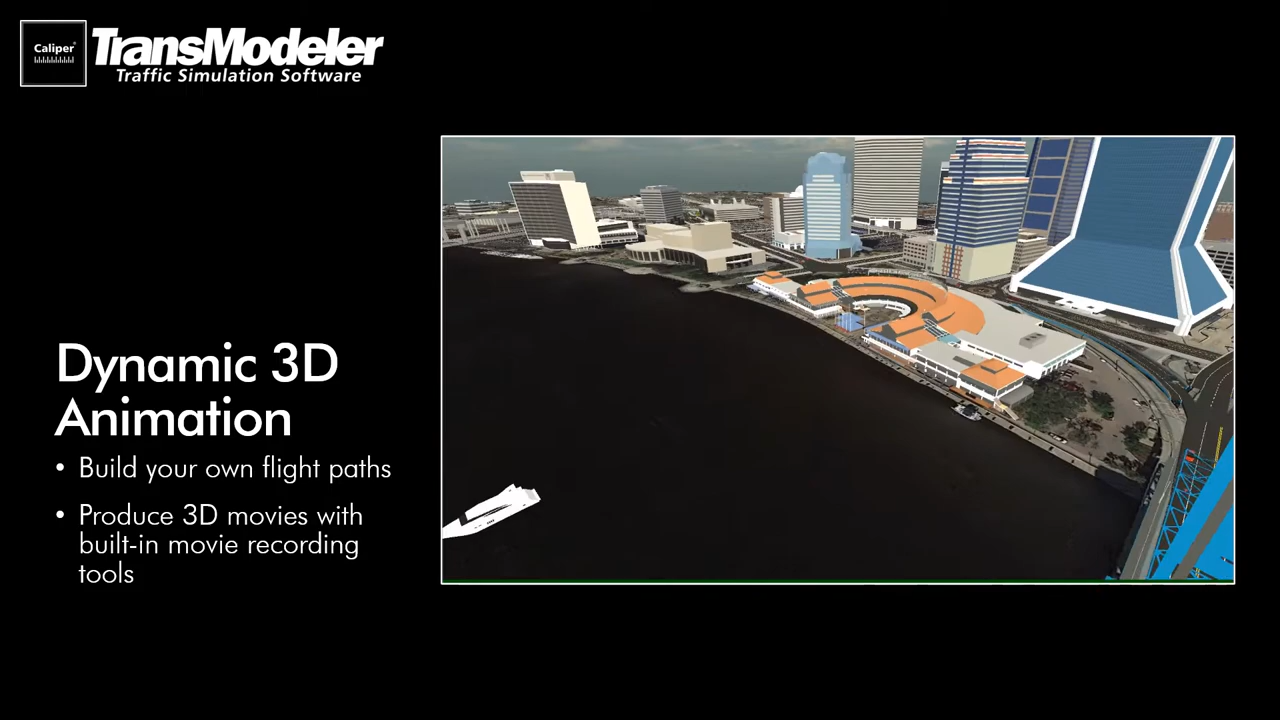 Caliper®
TransModeler
Traffic Simulation Software
Dynamic 3D
Animation
• Build your own flight paths
• Produce 3D movies with
built-in movie recording
tools